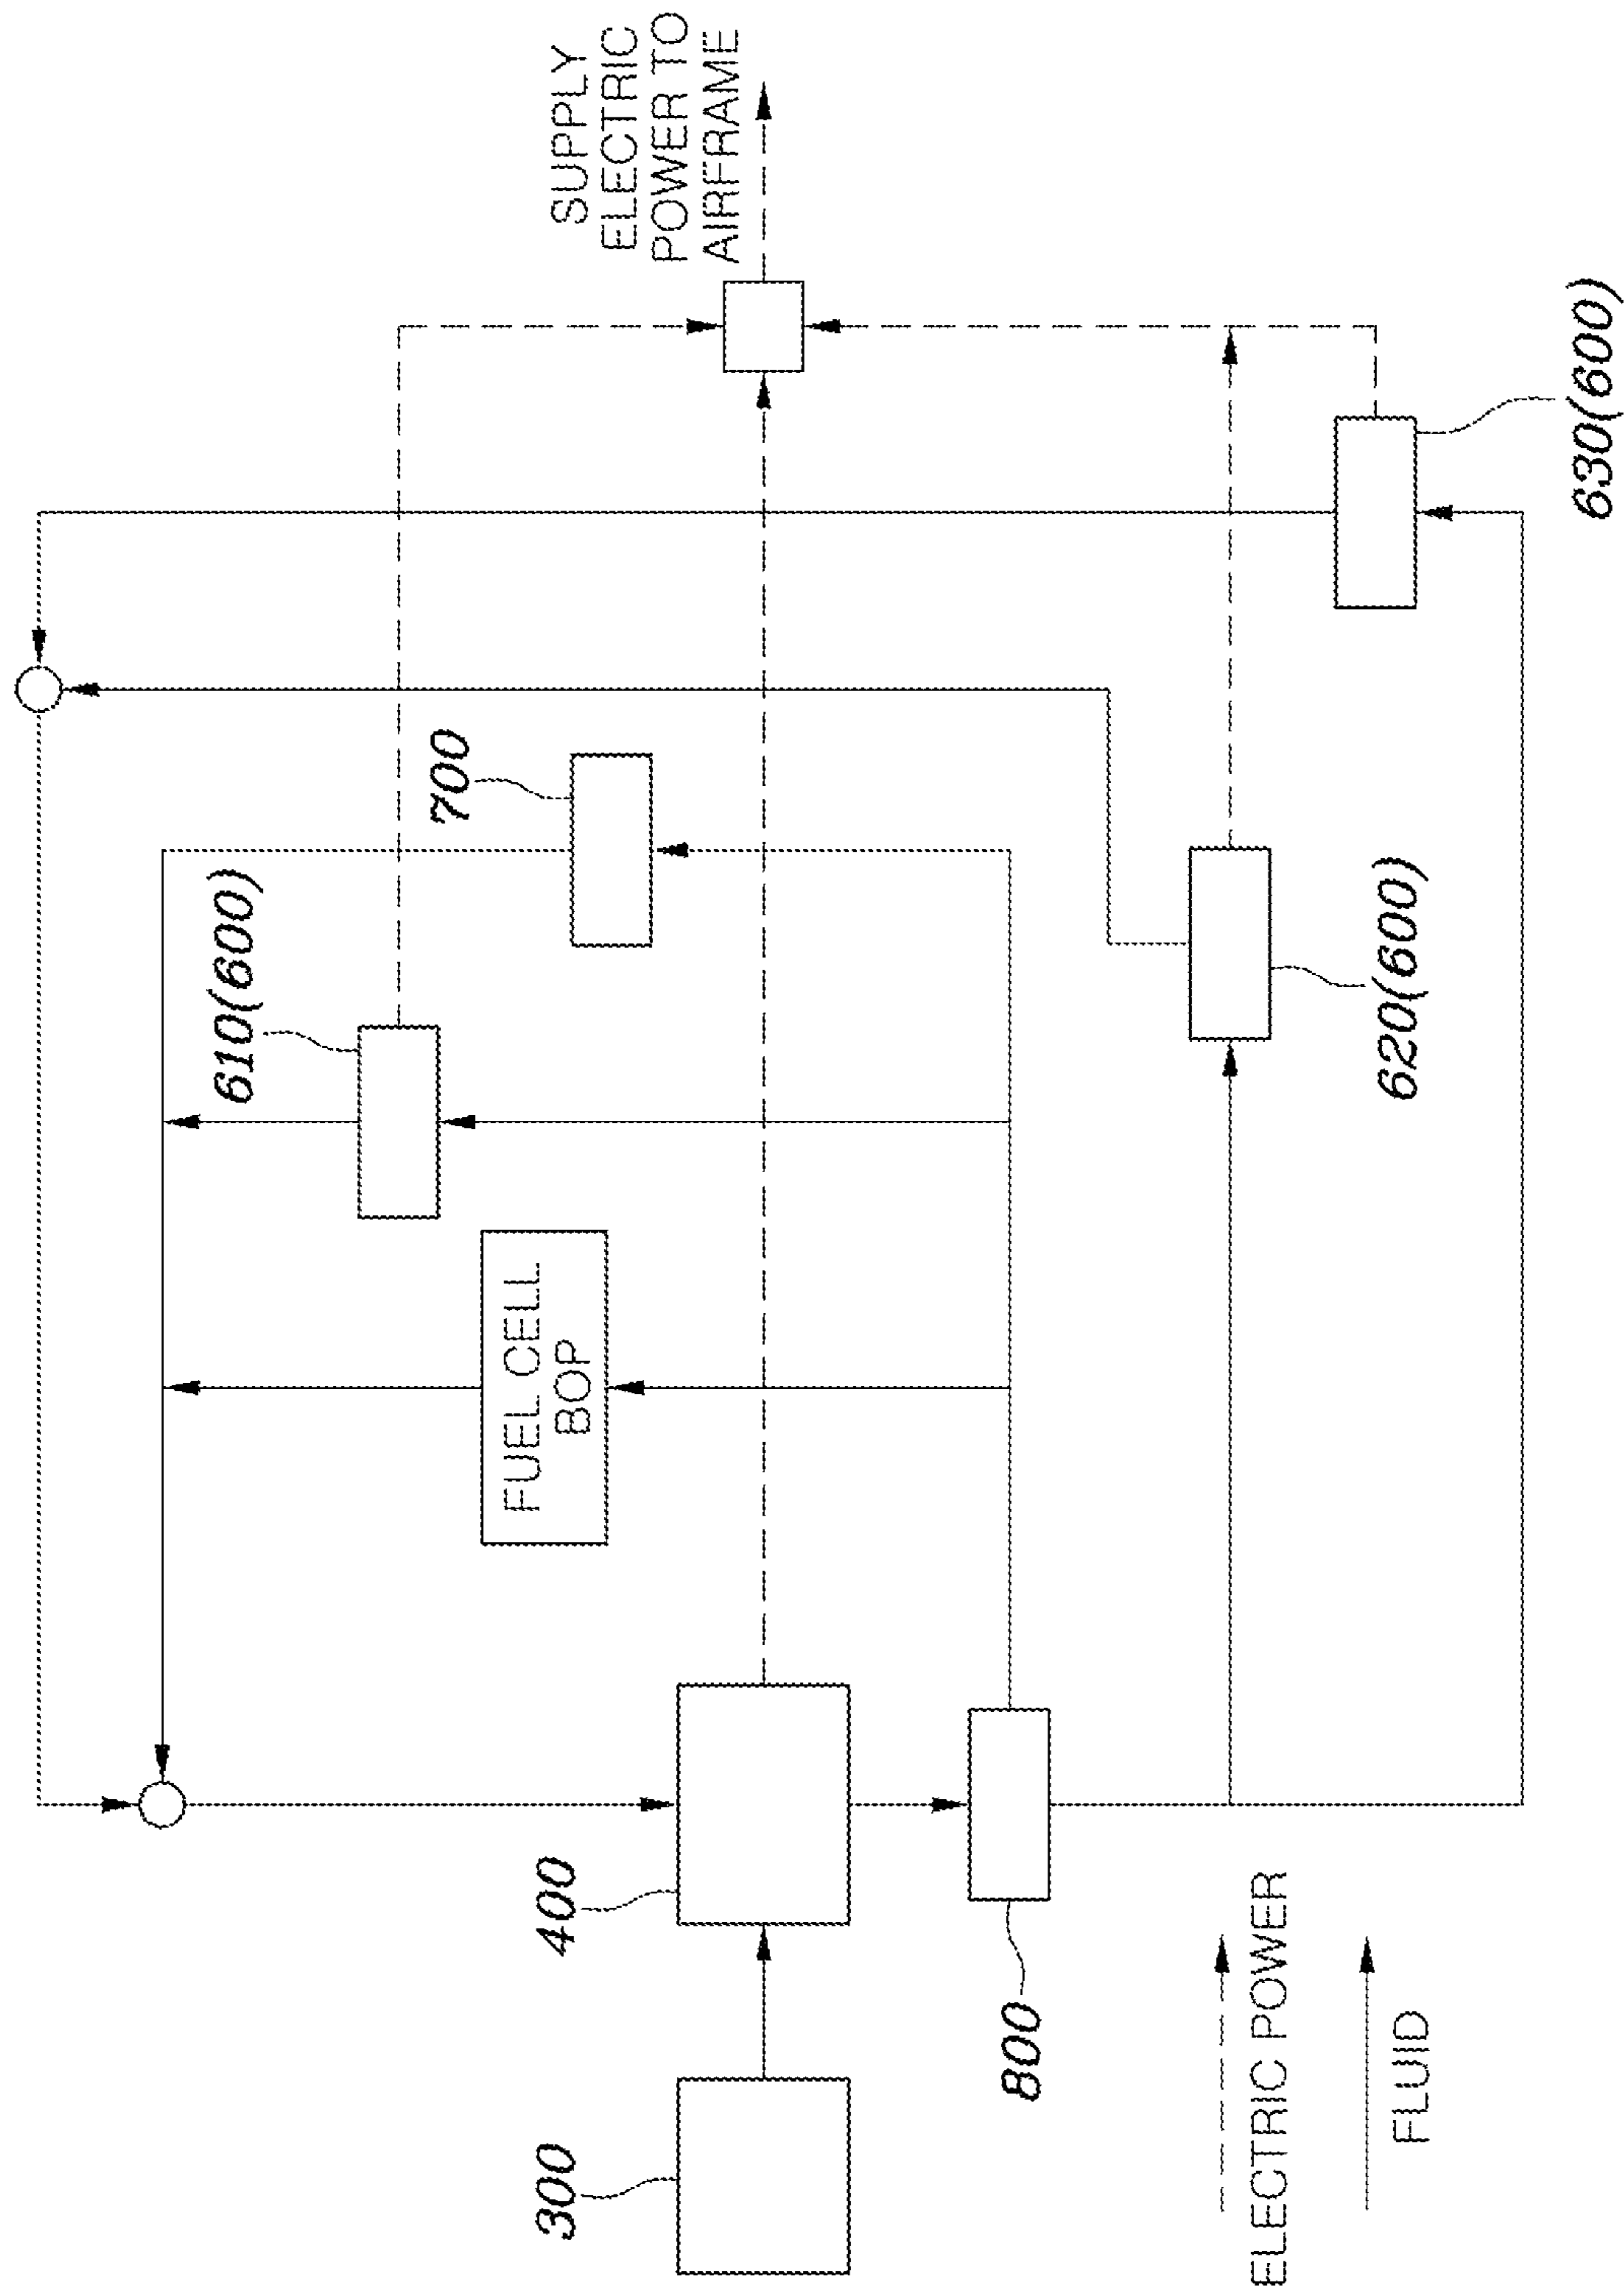 SUPPLY
ELECTRIC
POWER TO
AIRFRAME
610(600)
700
FUEL CELL
BOP
400
300
800
620(600)
630(600)
ELECTRIC POWER
FLUID